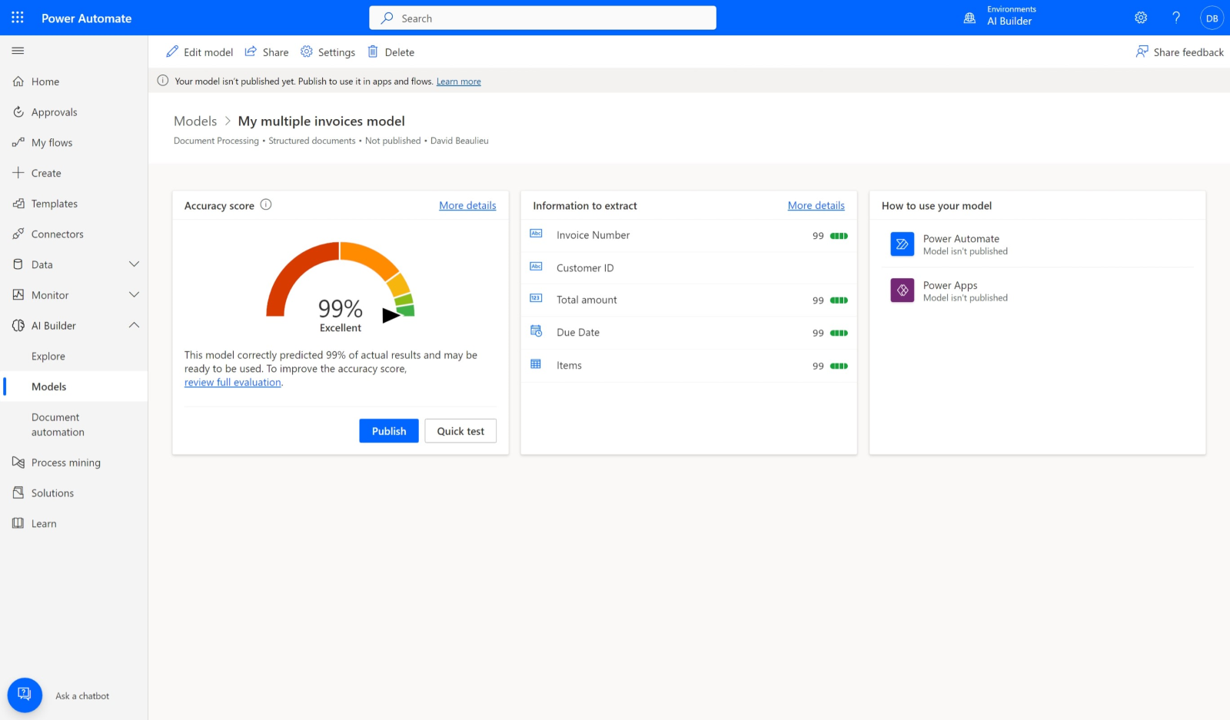 Power Automate
Search
Environments
AI Builder
DB
Edit model
Share
Settings
Delete
Share feedback
Your model isn't published yet. Publish to use it in apps and flows. Learn more
Home
Approvals
My flows
Create
Templates
Connectors
Data
Monitor
AI Builder
Explore
Models
Document
automation
Process mining
Solutions
Learn
Ask a chatbot
Models > My multiple invoices model
Document Processing • Structured documents • Not published • David Beaulieu
Accuracy score
More details
99%
Excellent
This model correctly predicted 99% of actual results and may be
ready to be used. To improve the accuracy score,
review full evaluation.
Publish
Quick test
Information to extract
More details
Abc Invoice Number 99
Abc Customer ID
123 Total amount 99
Due Date 99
Items 99
How to use your model
Power Automate
Model isn't published
Power Apps
Model isn't published